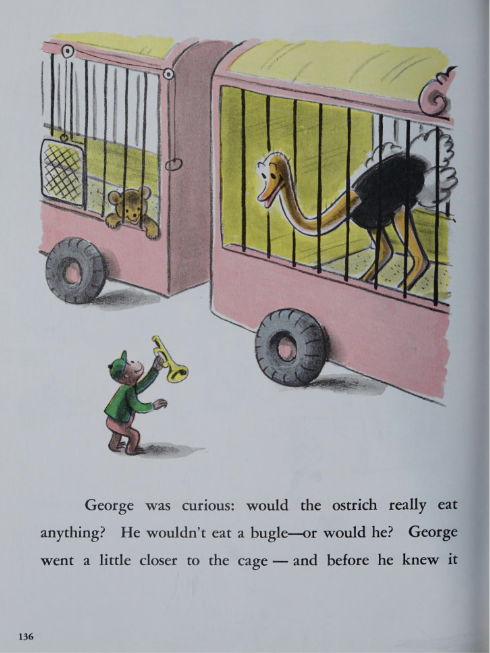 George was curious: would the ostrich really eat
anything? He wouldn't eat a bugle—or would he? George
went a little closer to the cage — and before he knew it
136